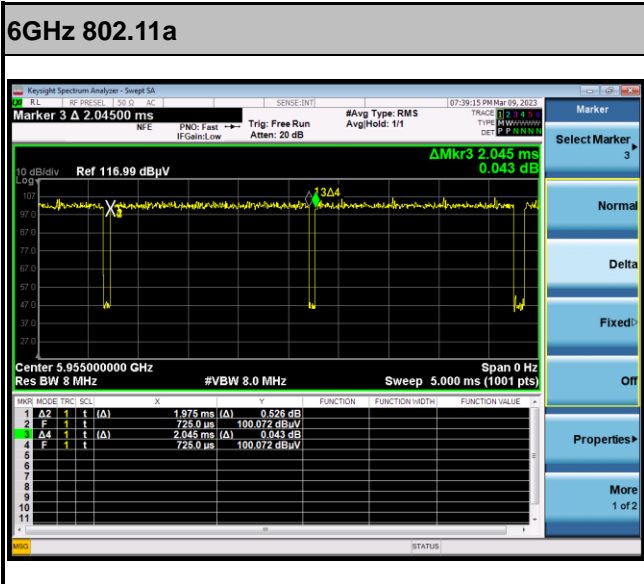 6GHz 802.11a
Keysight Spectrum Analyzer - Swept SA
RL RF PRESEL 50 Ω AC SENSE:INT 07:39:15 PM Mar 09, 2023
Marker 3 Δ 2.04500 ms
NFE PNO: Fast Trig: Free Run #Avg Type: RMS TRACE 1 2 3 4 5 6
IFGain:Low Atten: 20 dB Avg|Hold: 1/1 TYPE M W
DET P P N N N N
ΔMkr3 2.045 ms
0.043 dB
10 dB/div Ref 116.99 dBµV
Log
107
97.0
87.0
77.0
67.0
57.0
47.0
37.0
27.0
13Δ4
Center 5.955000000 GHz Span 0 Hz
Res BW 8 MHz #VBW 8.0 MHz Sweep 5.000 ms (1001 pts)
MKR MODE TRC SCL X Y FUNCTION FUNCTION WIDTH FUNCTION VALUE
1 Δ2 1 t (Δ) 1.975 ms (Δ) 0.526 dB
2 F 1 t 725.0 µs 100.072 dBµV
3 Δ4 1 t (Δ) 2.045 ms (Δ) 0.043 dB
4 F 1 t 725.0 µs 100.072 dBµV
5
6
7
8
9
10
11
MSG STATUS
Marker
Select Marker
3
Normal
Delta
Fixed
Off
Properties
More
1 of 2